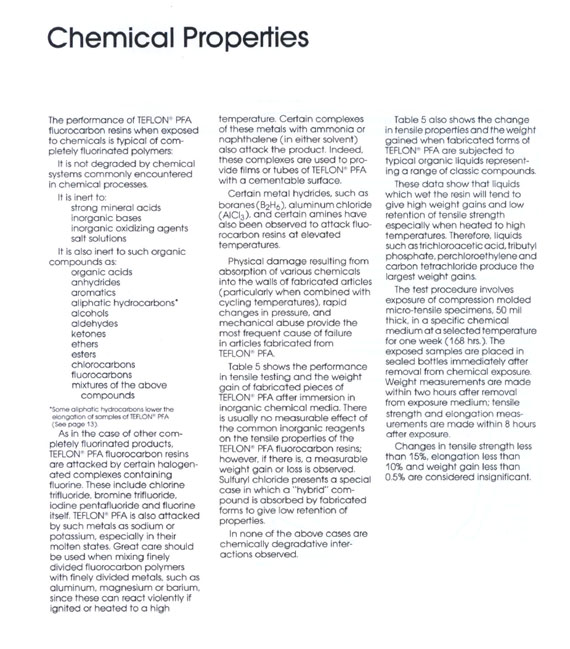 Chemical Properties
The performance of TEFLON® PFA
fluorocarbon resins when exposed
to chemicals is typical of com-
pletely fluorinated polymers:
It is not degraded by chemical
systems commonly encountered
in chemical processes.
It is inert to:
strong mineral acids
inorganic bases
inorganic oxidizing agents
salt solutions
It is also inert to such organic
compounds as:
organic acids
anhydrides
aromatics
aliphatic hydrocarbons*
alcohols
aldehydes
ketones
ethers
esters
chlorocarbons
fluorocarbons
mixtures of the above
compounds
*Some aliphatic hydrocarbons lower the
elongation of samples of TEFLON® PFA
(See page 13).
As in the case of other com-
pletely fluorinated products,
TEFLON® PFA fluorocarbon resins
are attacked by certain halogen-
ated complexes containing
fluorine. These include chlorine
trifluoride, bromine trifluoride,
iodine pentafluoride and fluorine
itself. TEFLON® PFA is also attacked
by such metals as sodium or
potassium, especially in their
molten states. Great care should
be used when mixing finely
divided fluorocarbon polymers
with finely divided metals, such as
aluminum, magnesium or barium,
since these can react violently if
ignited or heated to a high
temperature. Certain complexes
of these metals with ammonia or
naphthalene (in either solvent)
also attack the product. Indeed,
these complexes are used to pro-
vide films or tubes of TEFLON® PFA
with a cementable surface.
Certain metal hydrides, such as
boranes (B₂H₆), aluminum chloride
(AlCl₃), and certain amines have
also been observed to attack fluo-
rocarbon resins at elevated
temperatures.
Physical damage resulting from
absorption of various chemicals
into the walls of fabricated articles
(particularly when combined with
cycling temperatures), rapid
changes in pressure, and
mechanical abuse provide the
most frequent cause of failure
in articles fabricated from
TEFLON® PFA.
Table 5 shows the performance
in tensile testing and the weight
gain of fabricated pieces of
TEFLON® PFA after immersion in
inorganic chemical media. There
is usually no measurable effect of
the common inorganic reagents
on the tensile properties of the
TEFLON® PFA fluorocarbon resins;
however, if there is, a measurable
weight gain or loss is observed.
Sulfuryl chloride presents a special
case in which a "hybrid" com-
pound is absorbed by fabricated
forms to give low retention of
properties.
In none of the above cases are
chemically degradative inter-
actions observed.
Table 5 also shows the change
in tensile properties and the weight
gained when fabricated forms of
TEFLON® PFA are subjected to
typical organic liquids represent-
ing a range of classic compounds.
These data show that liquids
which wet the resin will tend to
give high weight gains and low
retention of tensile strength
especially when heated to high
temperatures. Therefore, liquids
such as trichloroacetic acid, tributyl
phosphate, perchloroethylene and
carbon tetrachloride produce the
largest weight gains.
The test procedure involves
exposure of compression molded
micro-tensile specimens, 50 mil
thick, in a specific chemical
medium at a selected temperature
for one week (168 hrs.). The
exposed samples are placed in
sealed bottles immediately after
removal from chemical exposure.
Weight measurements are made
within two hours after removal
from exposure medium; tensile
strength and elongation meas-
urements are made within 8 hours
after exposure.
Changes in tensile strength less
than 15%, elongation less than
10% and weight gain less than
0.5% are considered insignificant.